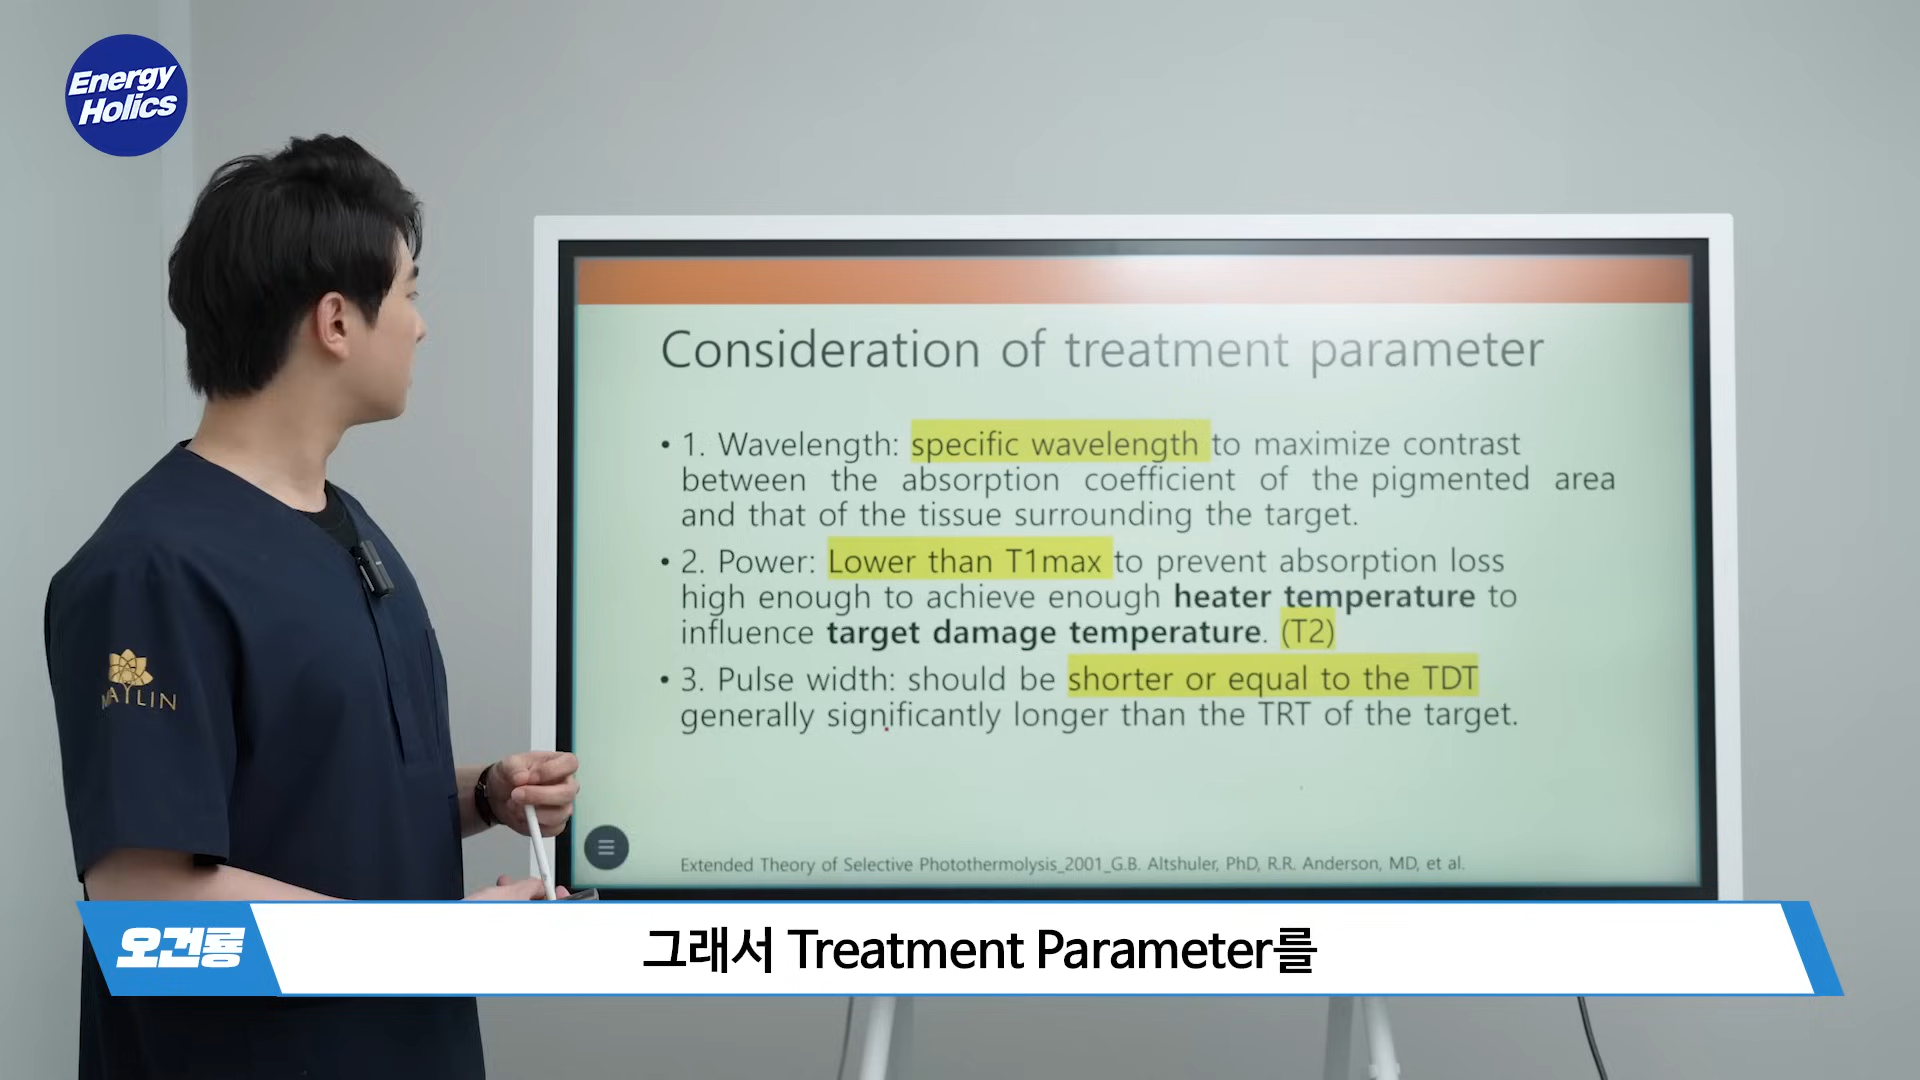 Energy
Holics
Consideration of treatment parameter
• 1. Wavelength: specific wavelength to maximize contrast
between the absorption coefficient of the pigmented area
and that of the tissue surrounding the target.
• 2. Power: Lower than T1max to prevent absorption loss
high enough to achieve enough heater temperature to
influence target damage temperature. (T2)
• 3. Pulse width: should be shorter or equal to the TDT
generally significantly longer than the TRT of the target.
MAYLIN
Extended Theory of Selective Photothermolysis_2001_G.B. Altshuler, PhD, R.R. Anderson, MD, et al.
오건룡
그래서 Treatment Parameter를